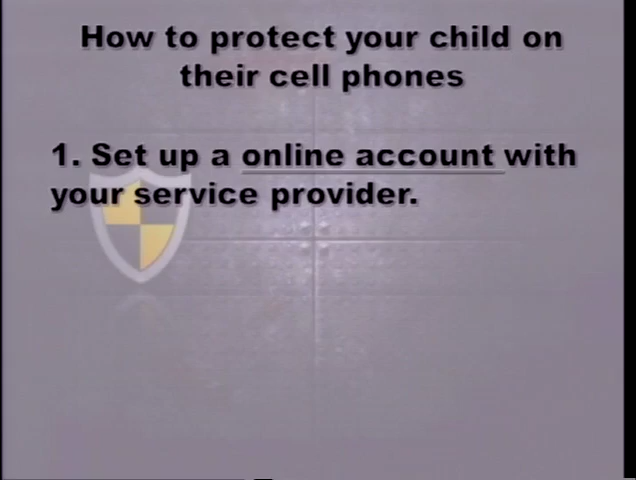 How to protect your child on
their cell phones
1. Set up a online account with
your service provider.